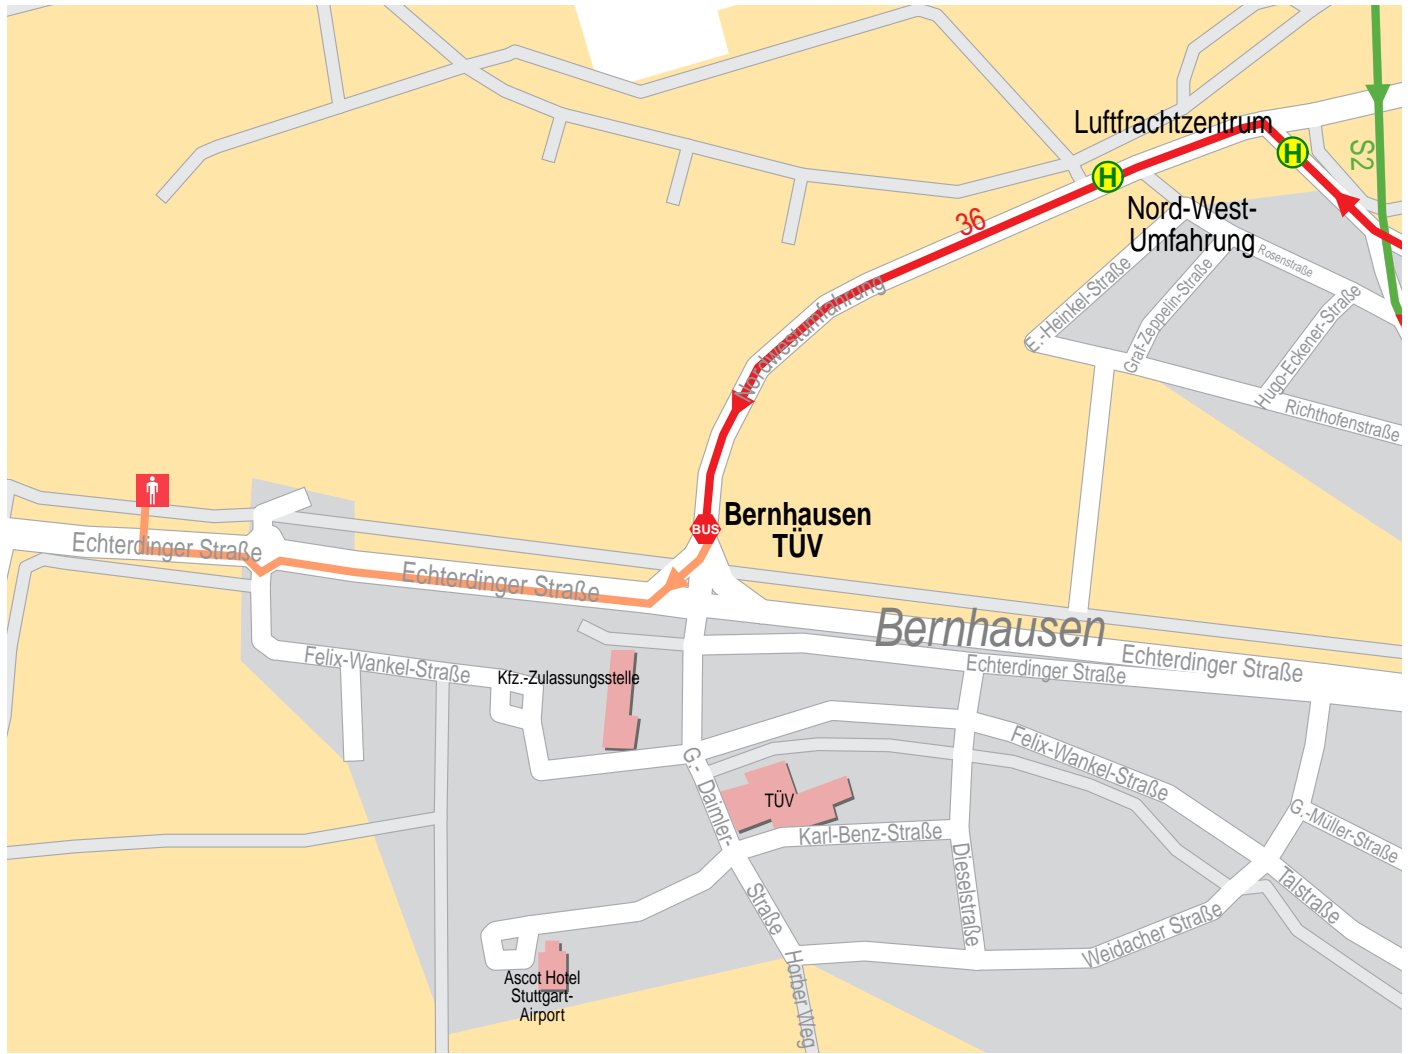 Luftfrachtzentrum
H
H
S2
Nord-West-
Umfahrung
36
Rosenstraße
E.-Heinkel-Straße
Graf-Zeppelin-Straße
Hugo-Eckener-Straße
Richthofenstraße
Nordwestumfahrung
BUS
Bernhausen
TÜV
Echterdinger Straße
Echterdinger Straße
Bernhausen
Echterdinger Straße
Echterdinger Straße
Felix-Wankel-Straße
Kfz.-Zulassungsstelle
Felix-Wankel-Straße
G.- Daimler-
Straße
TÜV
Karl-Benz-Straße
Dieselstraße
G.-Müller-Straße
Talstraße
Weidacher Straße
Horber Weg
Ascot Hotel
Stuttgart-
Airport